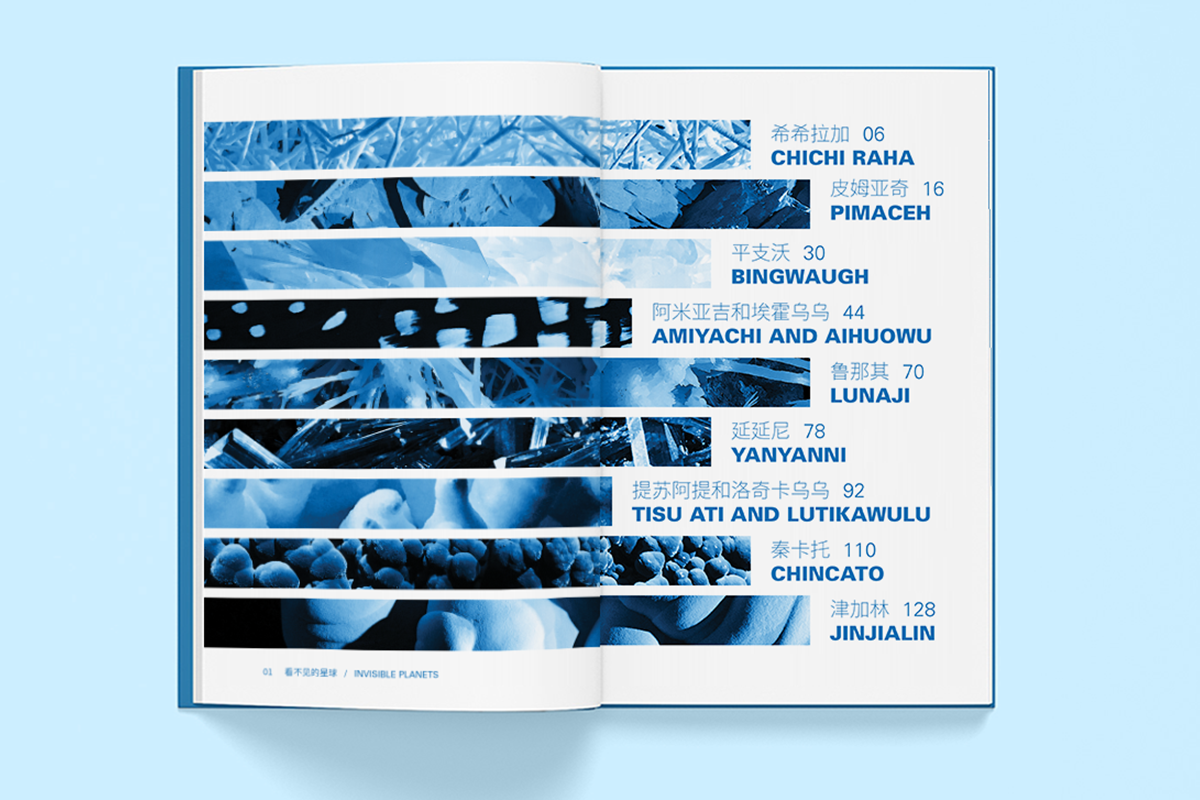 希希拉加 06
CHICHI RAHA
皮姆亚奇 16
PIMACEH
平支沃 30
BINGWAUGH
阿米亚吉和埃霍乌乌 44
AMIYACHI AND AIHUOWU
鲁那其 70
LUNAJI
延延尼 78
YANYANNI
提苏阿提和洛奇卡乌乌 92
TISU ATI AND LUTIKAWULU
秦卡托 110
CHINCATO
津加林 128
JINJIALIN
01 看不见的星球 / INVISIBLE PLANETS